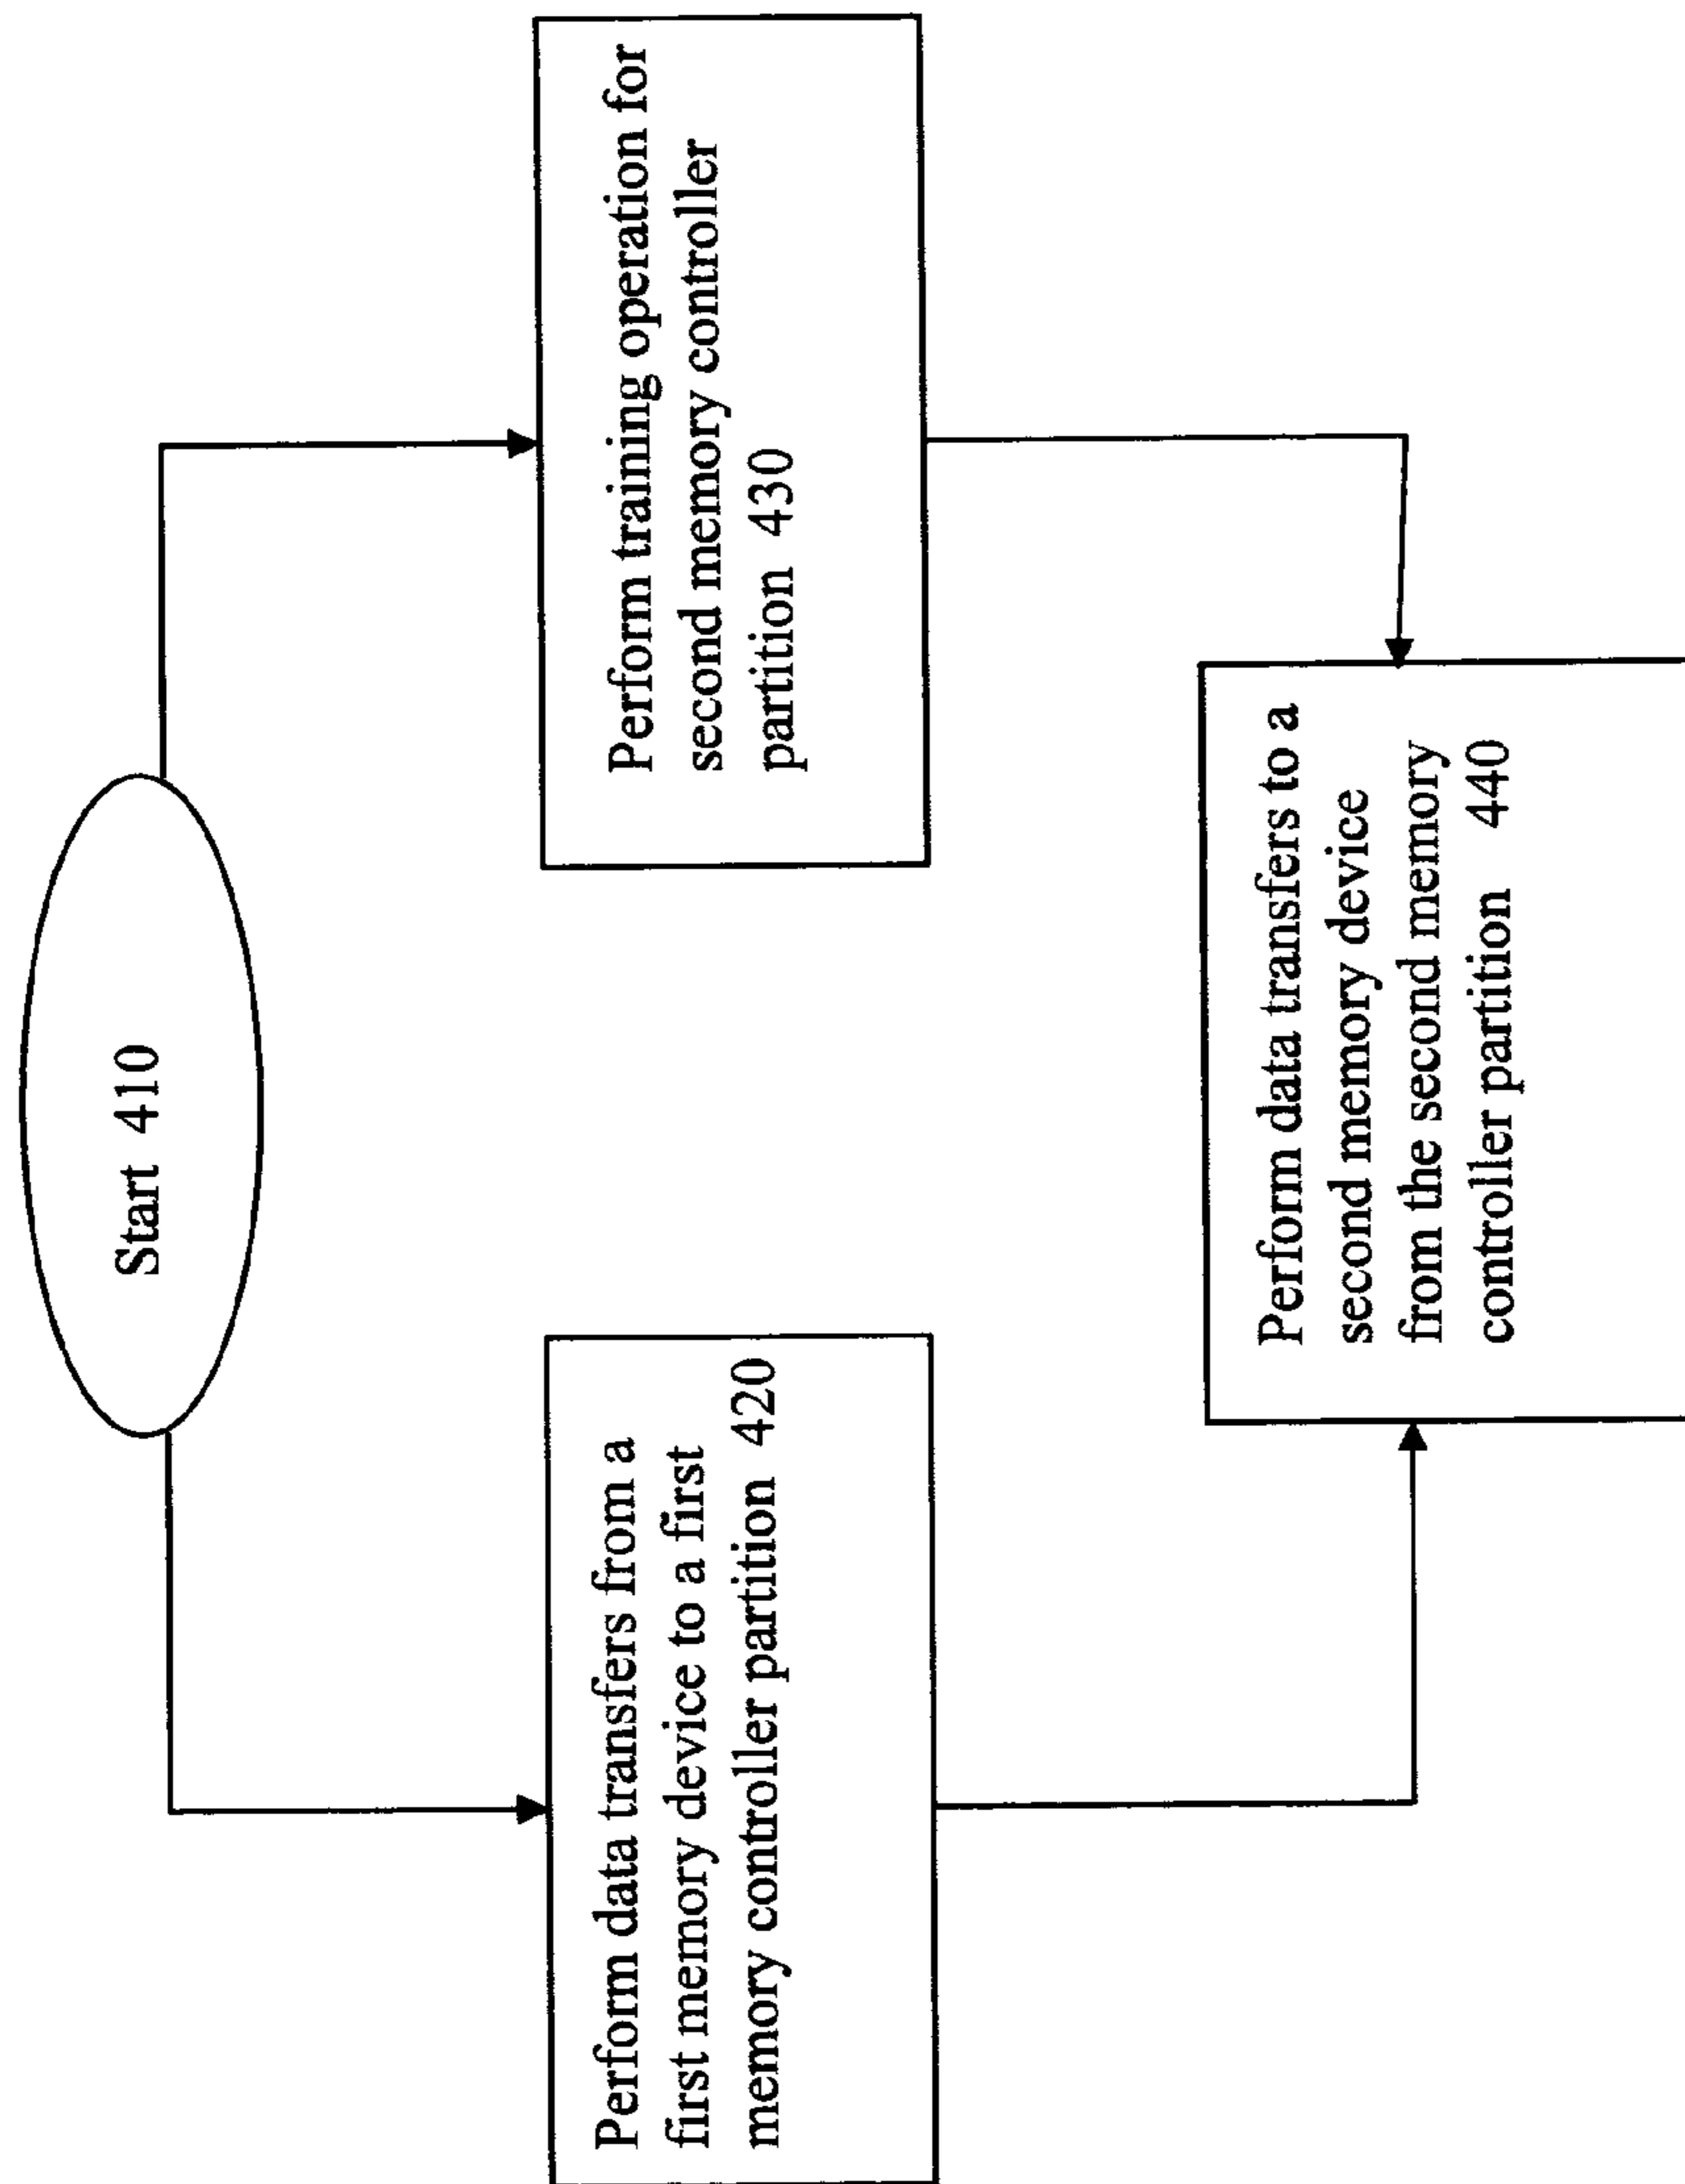 Start 410
Perform data transfers from a
first memory device to a first
memory controller partition 420
Perform training operation for
second memory controller
partition 430
Perform data transfers to a
second memory device
from the second memory
controller partition 440